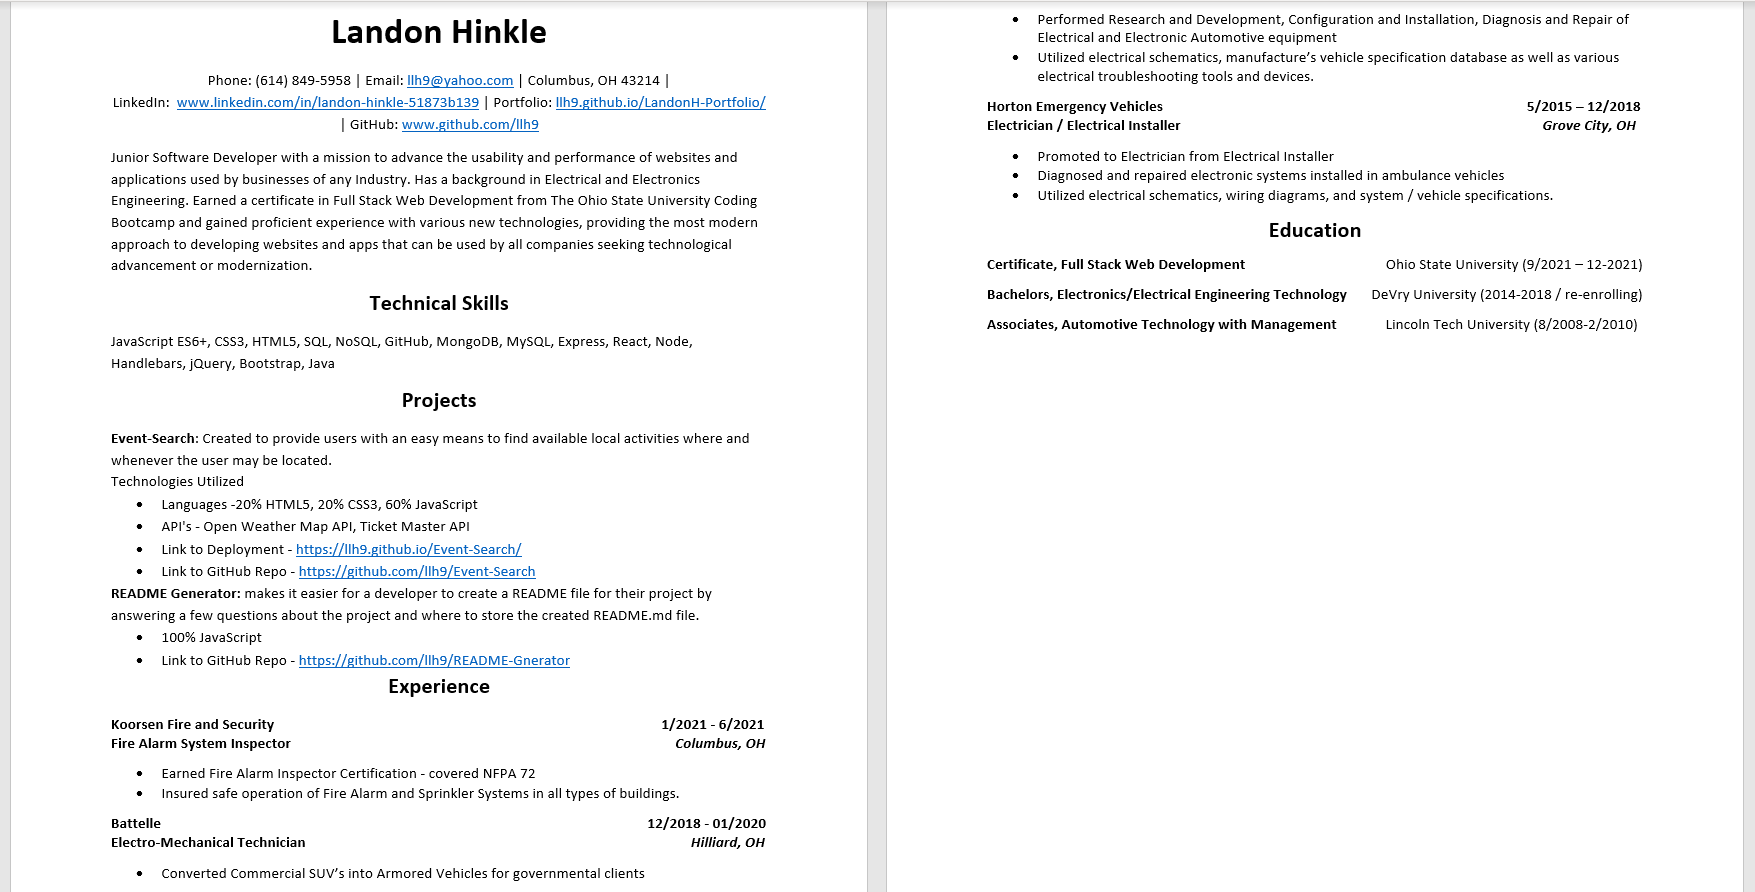 Landon Hinkle
Phone: (614) 849-5958 | Email: llh9@yahoo.com | Columbus, OH 43214 |
LinkedIn: www.linkedin.com/in/landon-hinkle-51873b139 | Portfolio: llh9.github.io/LandonH-Portfolio/
| GitHub: www.github.com/llh9
Junior Software Developer with a mission to advance the usability and performance of websites and
applications used by businesses of any Industry. Has a background in Electrical and Electronics
Engineering. Earned a certificate in Full Stack Web Development from The Ohio State University Coding
Bootcamp and gained proficient experience with various new technologies, providing the most modern
approach to developing websites and apps that can be used by all companies seeking technological
advancement or modernization.
Technical Skills
JavaScript ES6+, CSS3, HTML5, SQL, NoSQL, GitHub, MongoDB, MySQL, Express, React, Node,
Handlebars, jQuery, Bootstrap, Java
Projects
Event-Search: Created to provide users with an easy means to find available local activities where and
whenever the user may be located.
Technologies Utilized
• Languages -20% HTML5, 20% CSS3, 60% JavaScript
• API's - Open Weather Map API, Ticket Master API
• Link to Deployment - https://llh9.github.io/Event-Search/
• Link to GitHub Repo - https://github.com/llh9/Event-Search
README Generator: makes it easier for a developer to create a README file for their project by
answering a few questions about the project and where to store the created README.md file.
• 100% JavaScript
• Link to GitHub Repo - https://github.com/llh9/README-Gnerator
Experience
Koorsen Fire and Security 1/2021 - 6/2021
Fire Alarm System Inspector Columbus, OH
• Earned Fire Alarm Inspector Certification - covered NFPA 72
• Insured safe operation of Fire Alarm and Sprinkler Systems in all types of buildings.
Battelle 12/2018 - 01/2020
Electro-Mechanical Technician Hilliard, OH
• Converted Commercial SUV’s into Armored Vehicles for governmental clients
• Performed Research and Development, Configuration and Installation, Diagnosis and Repair of
Electrical and Electronic Automotive equipment
• Utilized electrical schematics, manufacture’s vehicle specification database as well as various
electrical troubleshooting tools and devices.
Horton Emergency Vehicles 5/2015 – 12/2018
Electrician / Electrical Installer Grove City, OH
• Promoted to Electrician from Electrical Installer
• Diagnosed and repaired electronic systems installed in ambulance vehicles
• Utilized electrical schematics, wiring diagrams, and system / vehicle specifications.
Education
Certificate, Full Stack Web Development Ohio State University (9/2021 – 12-2021)
Bachelors, Electronics/Electrical Engineering Technology DeVry University (2014-2018 / re-enrolling)
Associates, Automotive Technology with Management Lincoln Tech University (8/2008-2/2010)